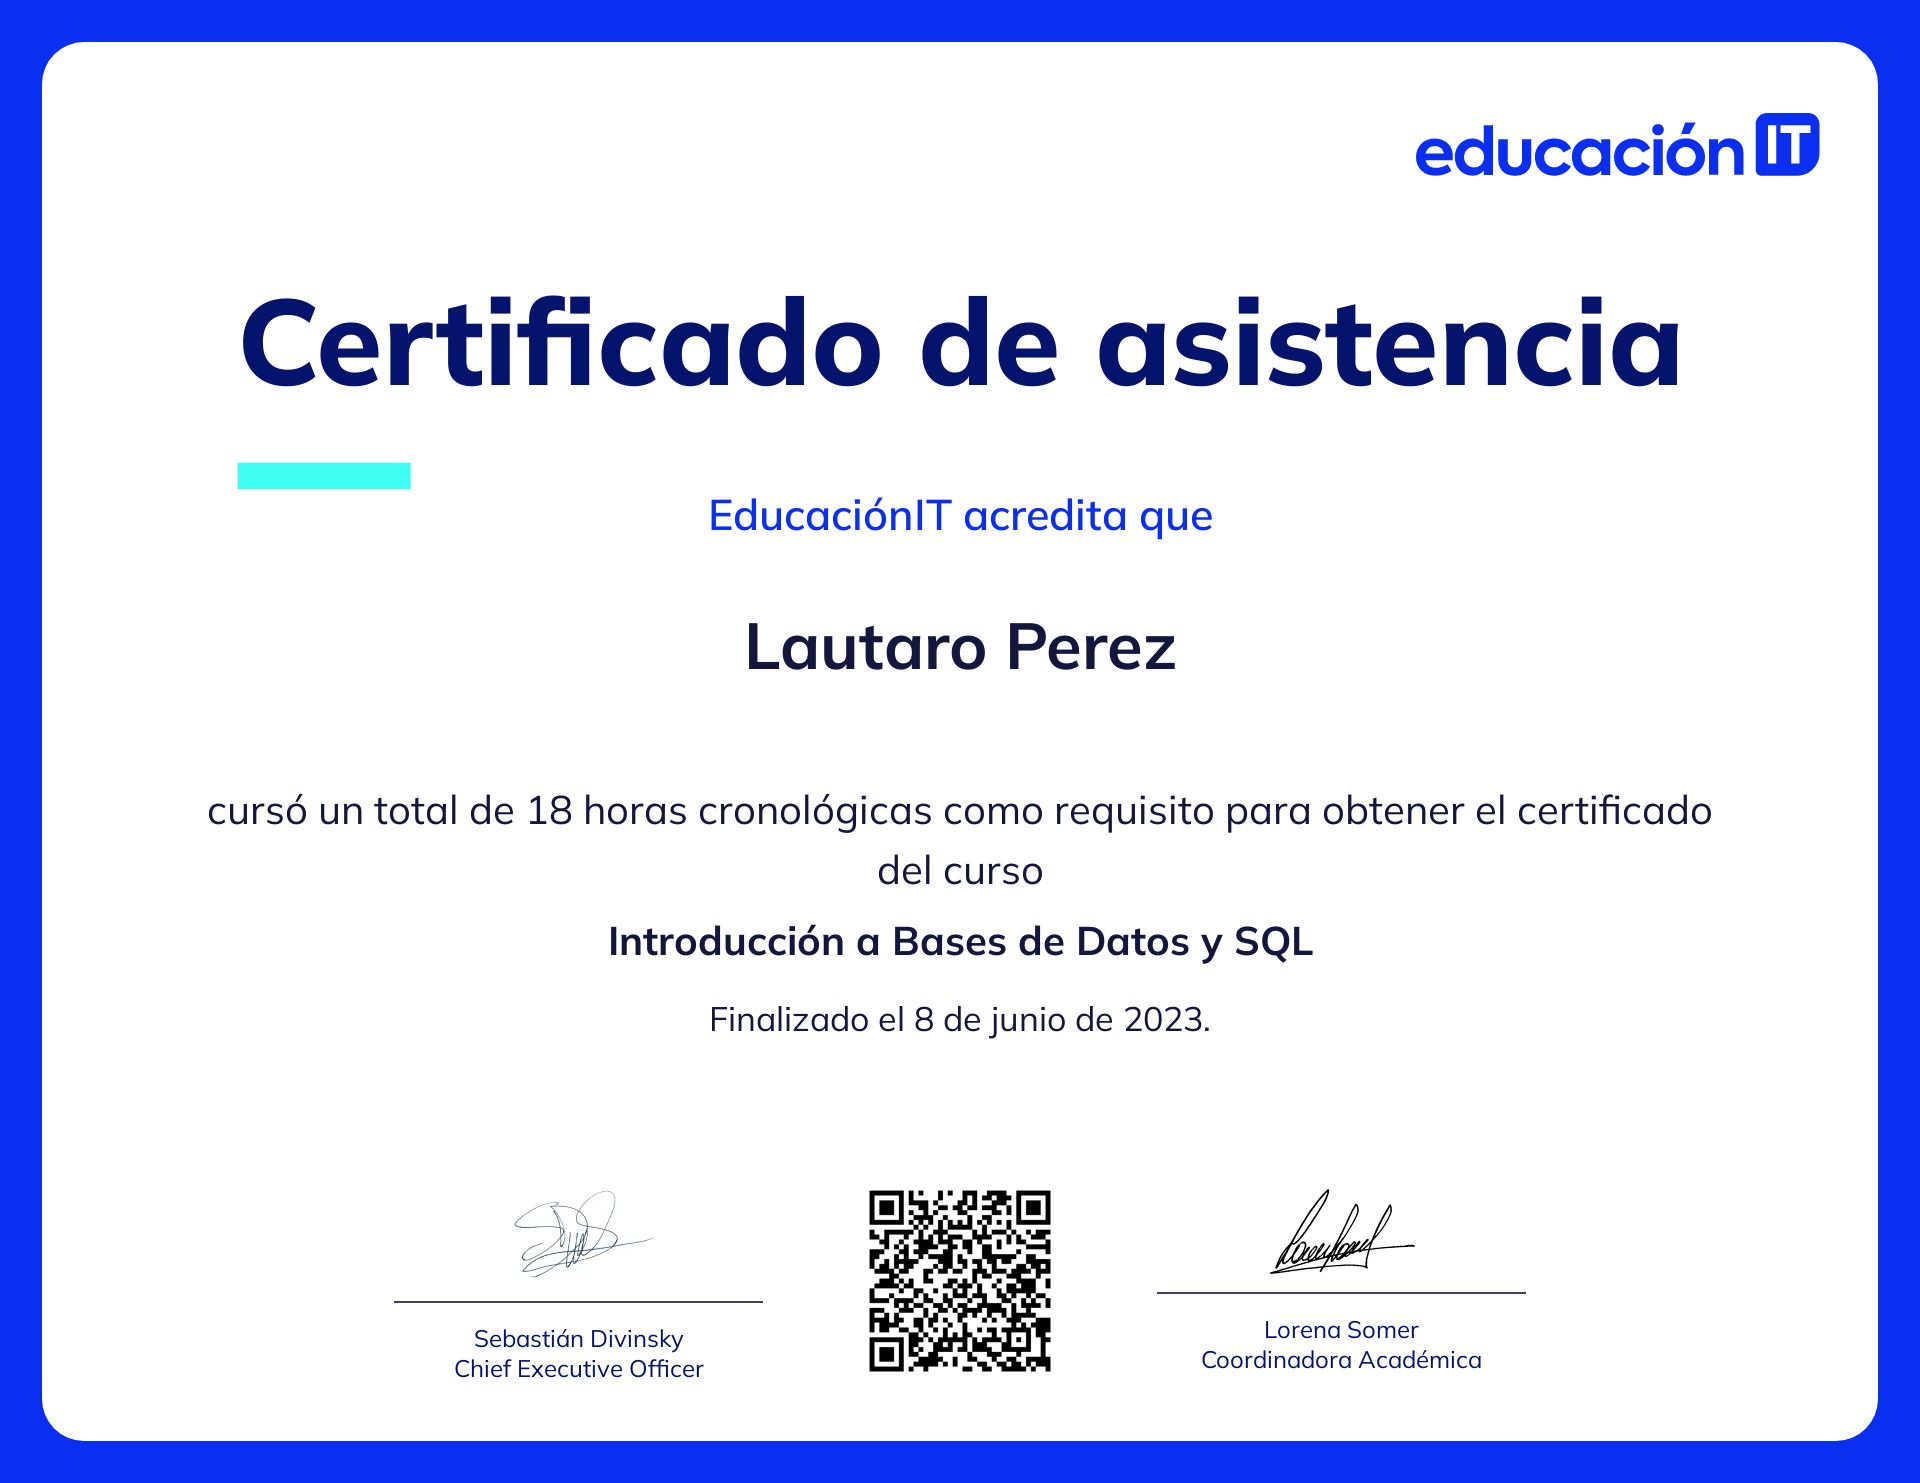 educación IT
Certificado de asistencia
EducaciónIT acredita que
Lautaro Perez
cursó un total de 18 horas cronológicas como requisito para obtener el certificado
del curso
Introducción a Bases de Datos y SQL
Finalizado el 8 de junio de 2023.
Sebastián Divinsky
Chief Executive Officer
Lorena Somer
Coordinadora Académica